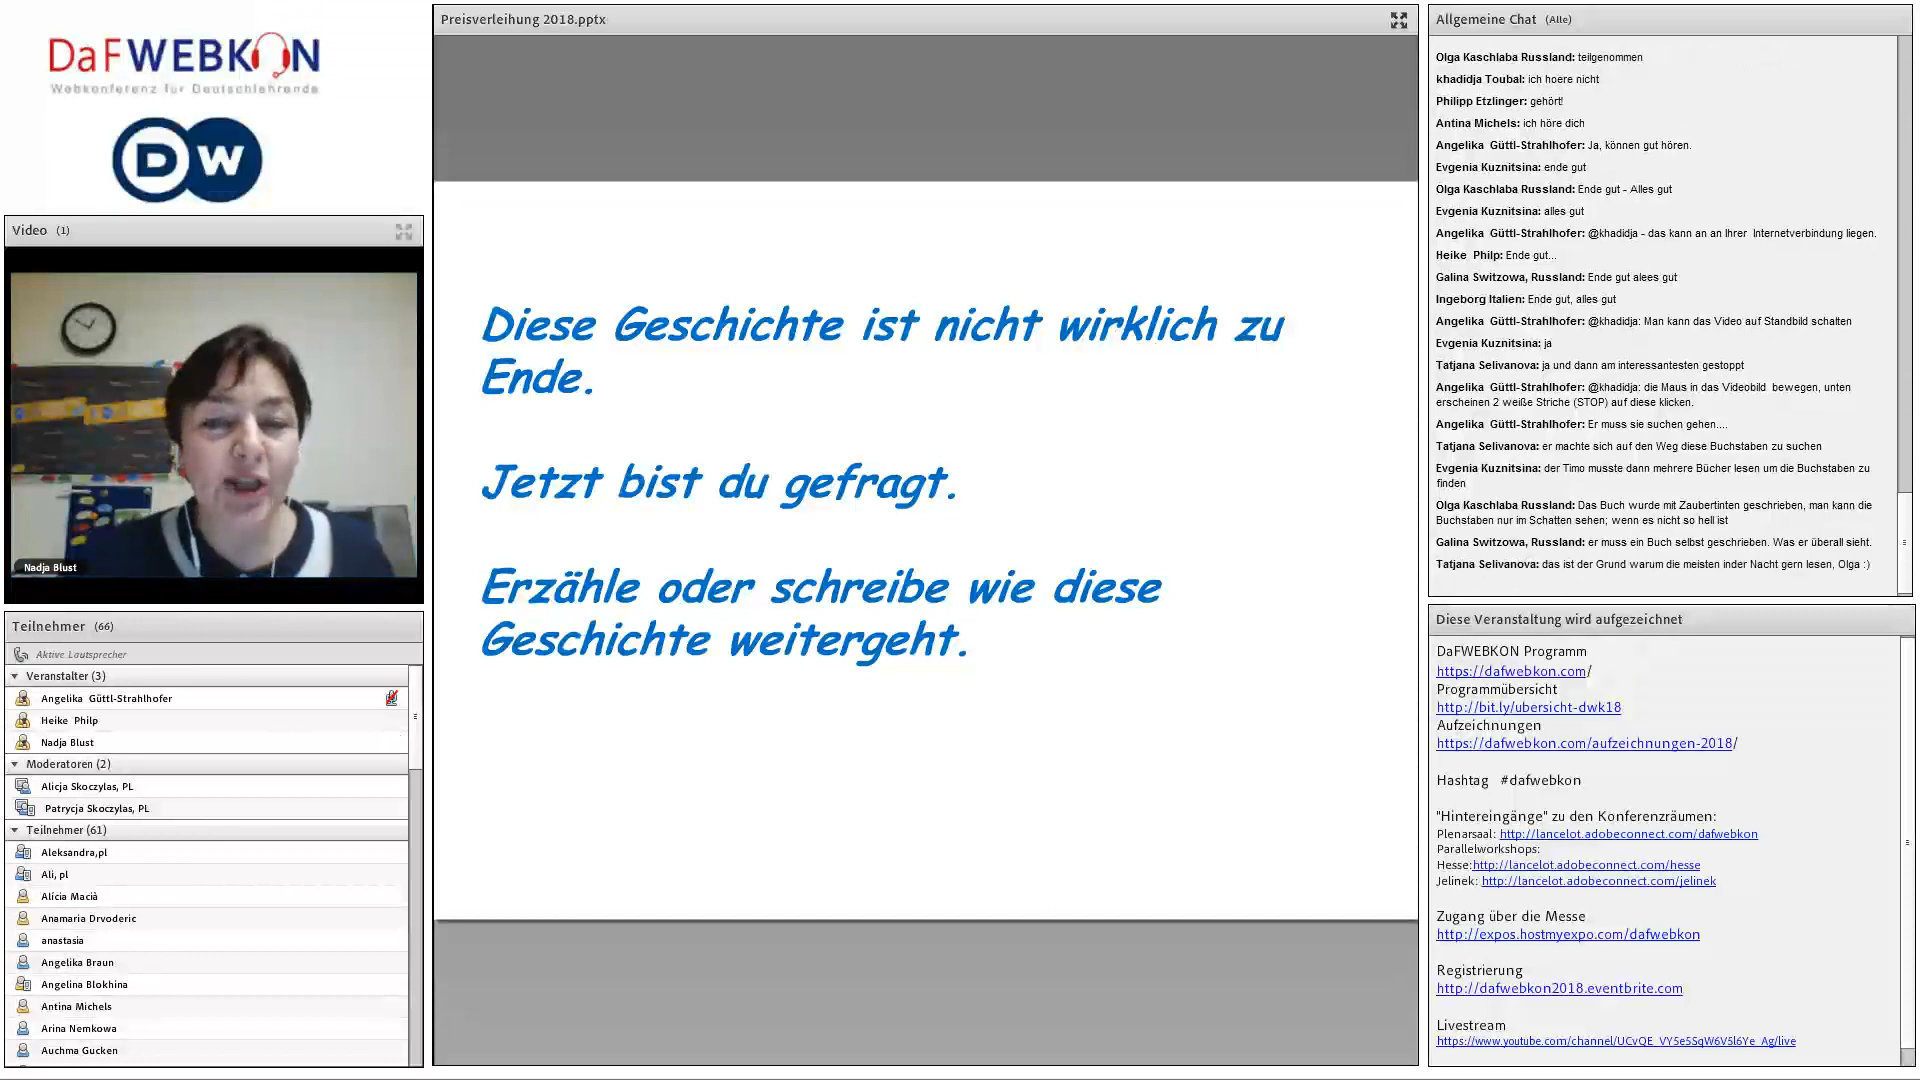 DaFWEBKON
Webkonferenz für Deutschlehrende
DW
Video (1)
Nadja Blust
Teilnehmer (66)
Aktive Lautsprecher
Veranstalter (3)
Angelika Güttl-Strahlhofer
Heike Philp
Nadja Blust
Moderatoren (2)
Alicja Skoczylas, PL
Patrycja Skoczylas, PL
Teilnehmer (61)
Aleksandra,pl
Ali, pl
Alícia Macià
Anamaria Drvoderic
anastasia
Angelika Braun
Angelina Blokhina
Antina Michels
Arina Nemkowa
Auchma Gucken
Preisverleihung 2018.pptx
Diese Geschichte ist nicht wirklich zu
Ende.
Jetzt bist du gefragt.
Erzähle oder schreibe wie diese
Geschichte weitergeht.
Allgemeine Chat (Alle)
Olga Kaschlaba Russland: teilgenommen
khadidja Toubal: ich hoere nicht
Philipp Etzlinger: gehört!
Antina Michels: ich höre dich
Angelika Güttl-Strahlhofer: Ja, können gut hören.
Evgenia Kuznitsina: ende gut
Olga Kaschlaba Russland: Ende gut - Alles gut
Evgenia Kuznitsina: alles gut
Angelika Güttl-Strahlhofer: @khadidja - das kann an an Ihrer Internetverbindung liegen.
Heike Philp: Ende gut...
Galina Switzowa, Russland: Ende gut alees gut
Ingeborg Italien: Ende gut, alles gut
Angelika Güttl-Strahlhofer: @khadidja: Man kann das Video auf Standbild schalten
Evgenia Kuznitsina: ja
Tatjana Selivanova: ja und dann am interessantesten gestoppt
Angelika Güttl-Strahlhofer: @khadidja: die Maus in das Videobild bewegen, unten
erscheinen 2 weiße Striche (STOP) auf diese klicken.
Angelika Güttl-Strahlhofer: Er muss sie suchen gehen....
Tatjana Selivanova: er machte sich auf den Weg diese Buchstaben zu suchen
Evgenia Kuznitsina: der Timo musste dann mehrere Bücher lesen um die Buchstaben zu
finden
Olga Kaschlaba Russland: Das Buch wurde mit Zaubertinten geschrieben, man kann die
Buchstaben nur im Schatten sehen; wenn es nicht so hell ist
Galina Switzowa, Russland: er muss ein Buch selbst geschrieben. Was er überall sieht.
Tatjana Selivanova: das ist der Grund warum die meisten inder Nacht gern lesen, Olga :)
Diese Veranstaltung wird aufgezeichnet
DaFWEBKON Programm
https://dafwebkon.com/
Programmübersicht
http://bit.ly/ubersicht-dwk18
Aufzeichnungen
https://dafwebkon.com/aufzeichnungen-2018/
Hashtag #dafwebkon
"Hintereingänge" zu den Konferenzräumen:
Plenarsaal: http://lancelot.adobeconnect.com/dafwebkon
Parallelworkshops:
Hesse:http://lancelot.adobeconnect.com/hesse
Jelinek: http://lancelot.adobeconnect.com/jelinek
Zugang über die Messe
http://expos.hostmyexpo.com/dafwebkon
Registrierung
http://dafwebkon2018.eventbrite.com
Livestream
https://www.youtube.com/channel/UCvQE_VY5e5SqW6V5l6Ye_Ag/live